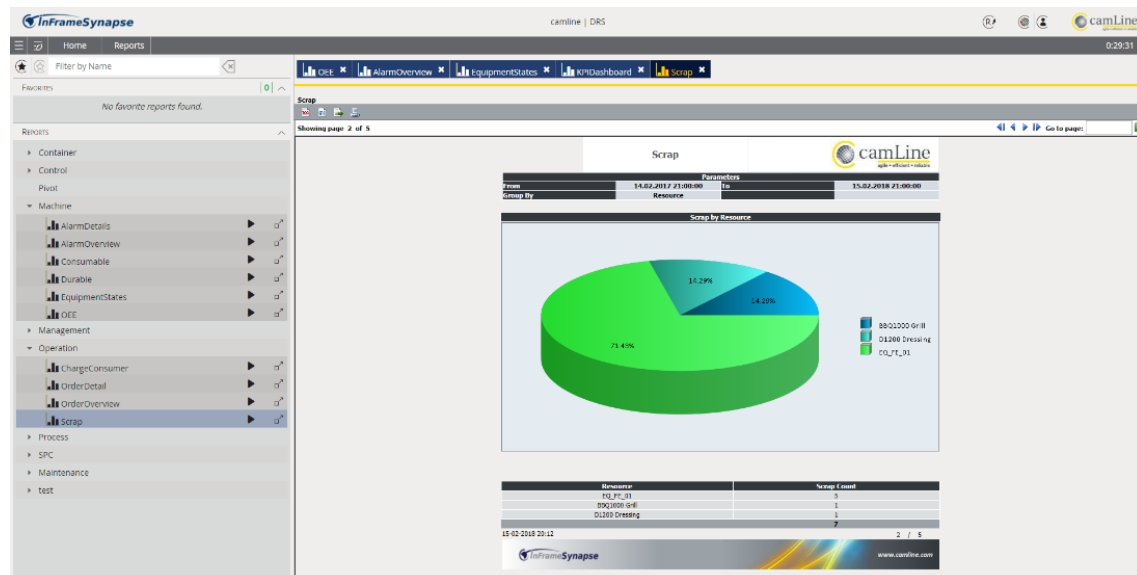 InFrameSynapse
camline | DRS
camLine
Home Reports
0:29:31
Filter by Name
OEE AlarmOverview EquipmentStates KPIDashboard Scrap
FAVORITES
0
No favorite reports found.
Scrap
REPORTS
Showing page 2 of 5
Go to page:
Container
Control
Pivot
Machine
AlarmDetails
AlarmOverview
Consumable
Durable
EquipmentStates
OEE
Management
Operation
ChargeConsumer
OrderDetail
OrderOverview
Scrap
Process
SPC
Maintenance
test
Scrap
camLine
agile • efficient • reliable
Parameters
From 14.02.2017 21:00:00 To 15.02.2018 21:00:00
Group By Resource
Scrap by Resource
14.29%
14.29%
71.43%
BBQ1000 Grill
D1200 Dressing
EQ_FE_01
Resource Scrap Count
EQ_FE_01 5
BBQ1000 Grill 1
D1200 Dressing 1
7
15-02-2018 20:12 2 / 5
InFrameSynapse
www.camline.com